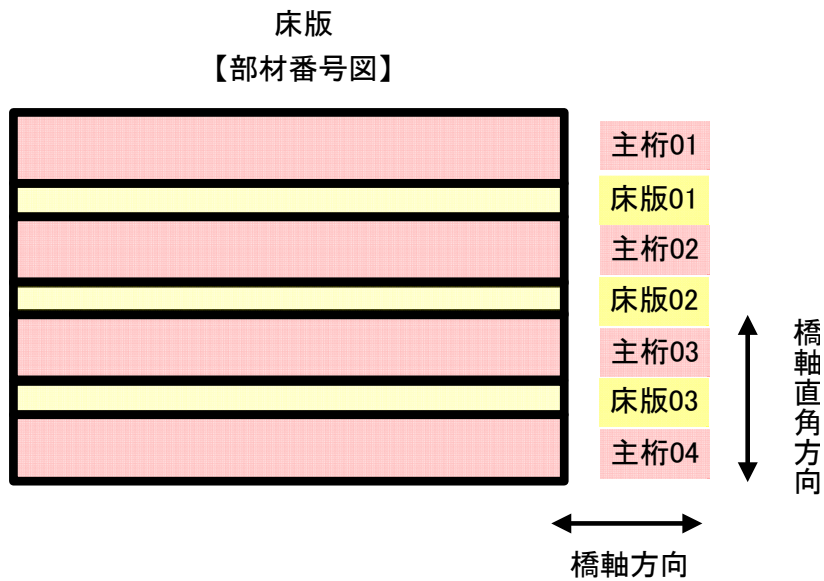 床版
【部材番号図】
主桁01
床版01
主桁02
床版02
主桁03
床版03
主桁04
橋軸直角方向
橋軸方向